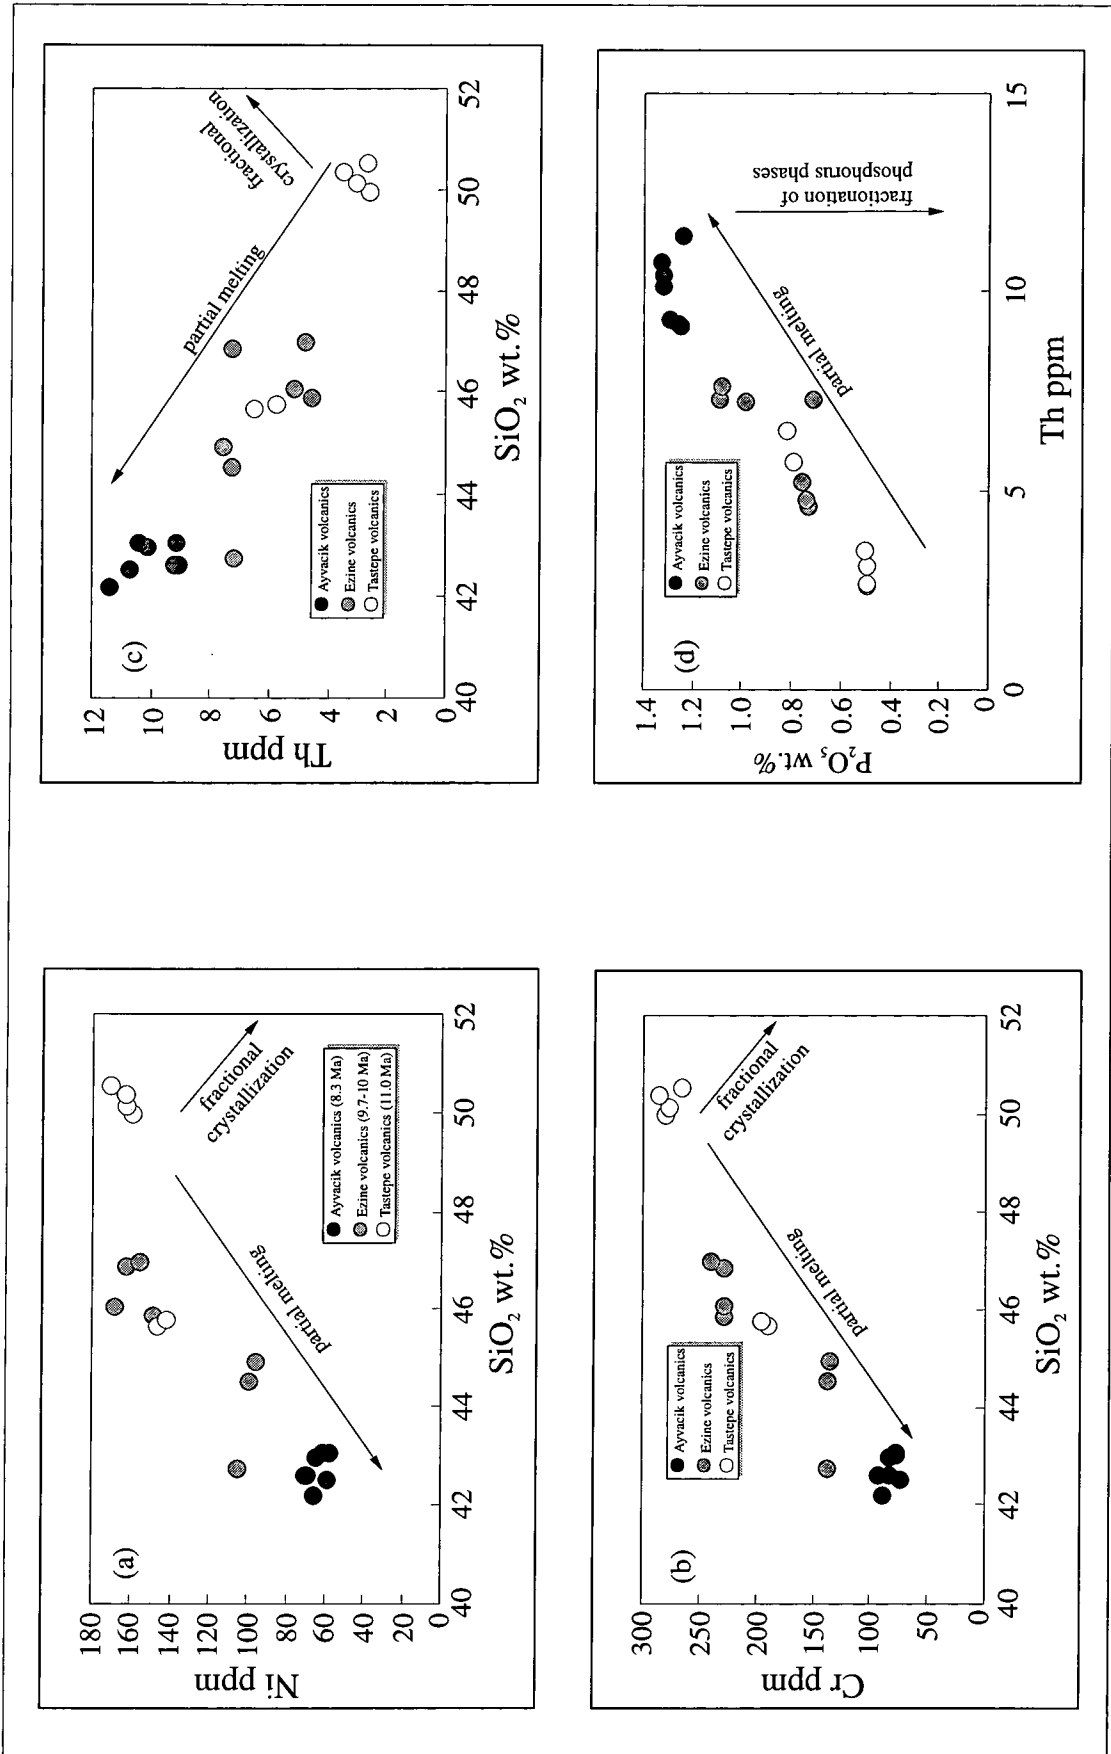 (a)
Ni ppm
180
160
140
120
100
80
60
40
20
40
42
44
46
48
50
52
SiO₂ wt.%
partial melting
fractional
crystallization
Ayvacik volcanics (8.3 Ma)
Ezine volcanics (9.7-10 Ma)
Tastepe volcanics (11.0 Ma)
(c)
Th ppm
12
10
8
6
4
2
0
40
42
44
46
48
50
52
SiO₂ wt.%
partial melting
fractional
crystallization
Ayvacik volcanics
Ezine volcanics
Tastepe volcanics
(b)
Cr ppm
300
250
200
150
100
50
0
40
42
44
46
48
50
52
SiO₂ wt.%
partial melting
fractional
crystallization
Ayvacik volcanics
Ezine volcanics
Tastepe volcanics
(d)
P₂O₅ wt.%
1.4
1.2
1.0
0.8
0.6
0.4
0.2
0
0
5
10
15
Th ppm
partial melting
fractionation of
phosphorus phases
Ayvacik volcanics
Ezine volcanics
Tastepe volcanics